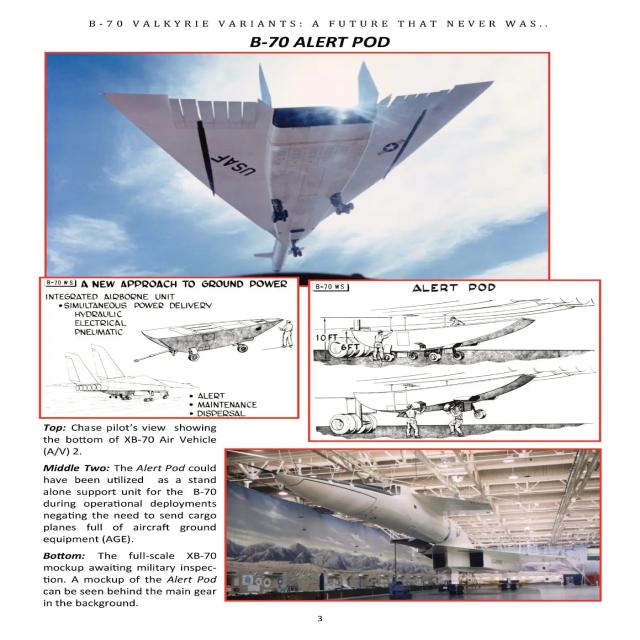 B-70 VALKYRIE VARIANTS: A FUTURE THAT NEVER WAS..
B-70 ALERT POD
USAF
B-70 WS A NEW APPROACH TO GROUND POWER
INTEGRATED AIRBORNE UNIT
• SIMULTANEOUS POWER DELIVERY
HYDRAULIC
ELECTRICAL
PNEUMATIC
• ALERT
• MAINTENANCE
• DISPERSAL
B-70 WS ALERT POD
10 FT
6 FT
Top: Chase pilot's view showing
the bottom of XB-70 Air Vehicle
(A/V) 2.
Middle Two: The Alert Pod could
have been utilized as a stand
alone support unit for the B-70
during operational deployments
negating the need to send cargo
planes full of aircraft ground
equipment (AGE).
Bottom: The full-scale XB-70
mockup awaiting military inspec-
tion. A mockup of the Alert Pod
can be seen behind the main gear
in the background.
3